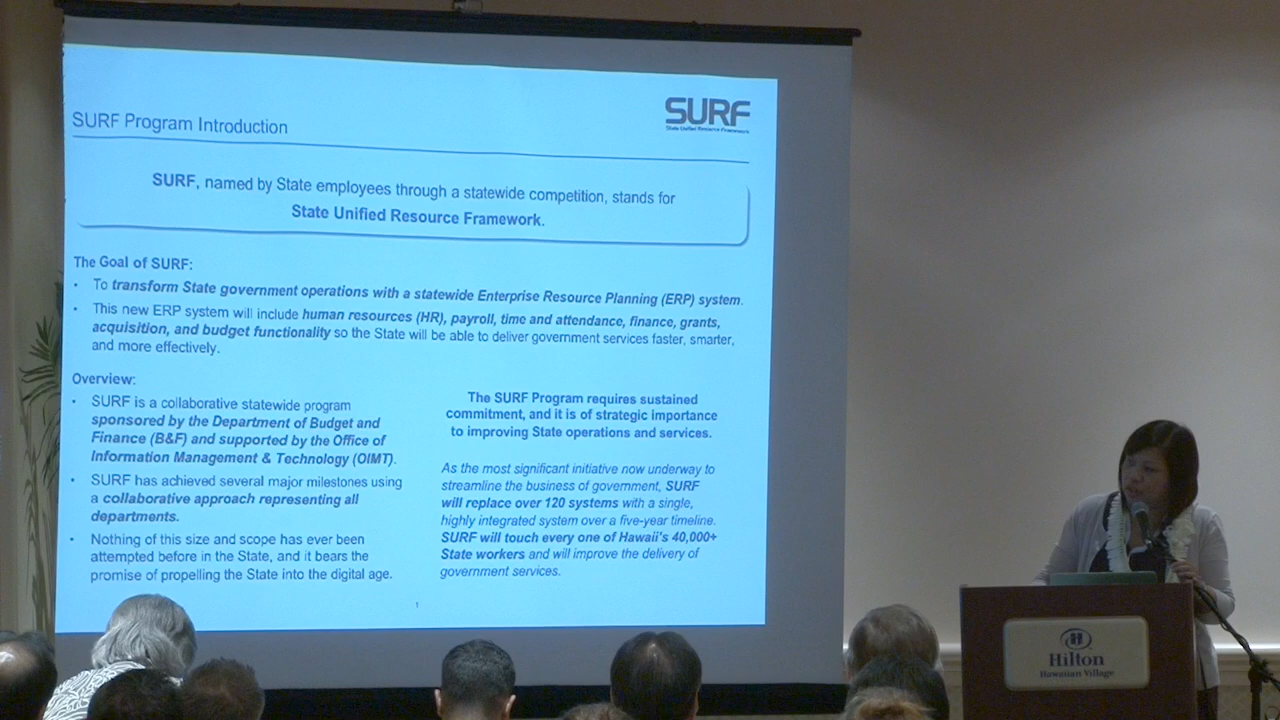 SURF
State Unified Resource Framework
SURF Program Introduction
SURF, named by State employees through a statewide competition, stands for
State Unified Resource Framework.
The Goal of SURF:
• To transform State government operations with a statewide Enterprise Resource Planning (ERP) system.
• This new ERP system will include human resources (HR), payroll, time and attendance, finance, grants,
acquisition, and budget functionality so the State will be able to deliver government services faster, smarter,
and more effectively.
Overview:
• SURF is a collaborative statewide program
sponsored by the Department of Budget and
Finance (B&F) and supported by the Office of
Information Management & Technology (OIMT).
• SURF has achieved several major milestones using
a collaborative approach representing all
departments.
• Nothing of this size and scope has ever been
attempted before in the State, and it bears the
promise of propelling the State into the digital age.
The SURF Program requires sustained
commitment, and it is of strategic importance
to improving State operations and services.
As the most significant initiative now underway to
streamline the business of government, SURF
will replace over 120 systems with a single,
highly integrated system over a five-year timeline.
SURF will touch every one of Hawaii's 40,000+
State workers and will improve the delivery of
government services.
1
H
Hilton
Hawaiian Village